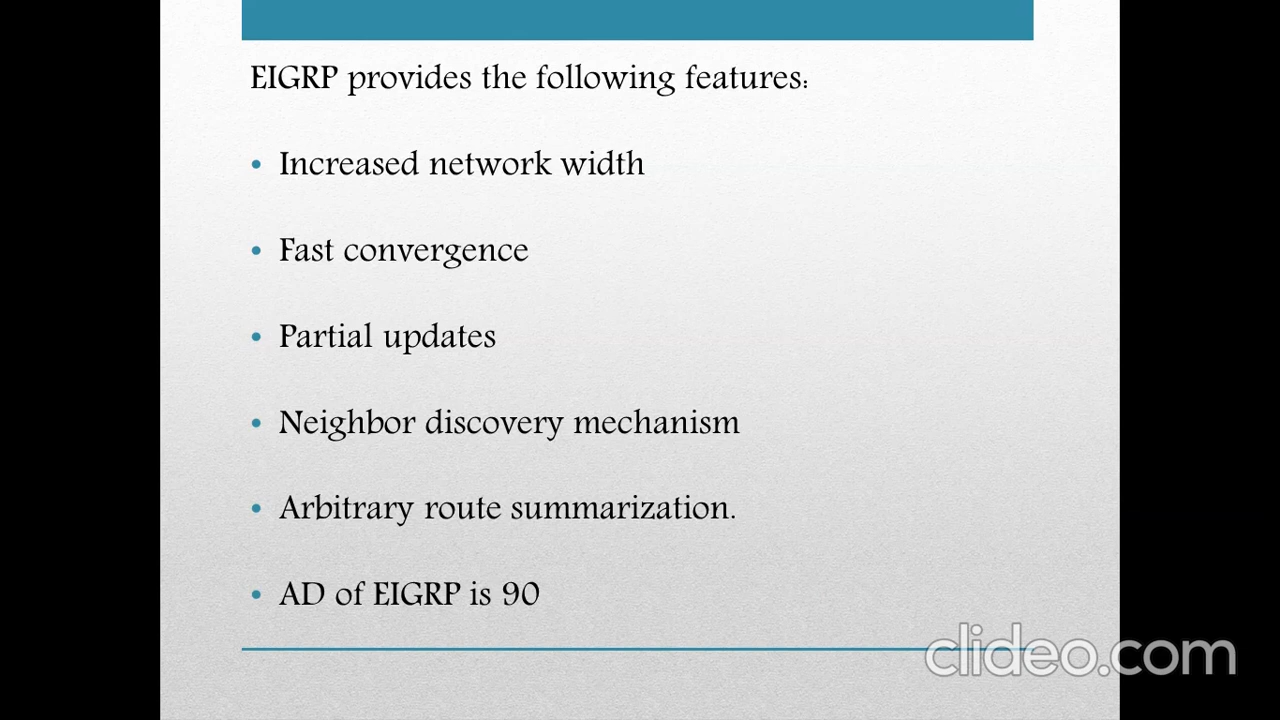 EIGRP provides the following features:
• Increased network width
• Fast convergence
• Partial updates
• Neighbor discovery mechanism
• Arbitrary route summarization.
• AD of EIGRP is 90
clideo.com